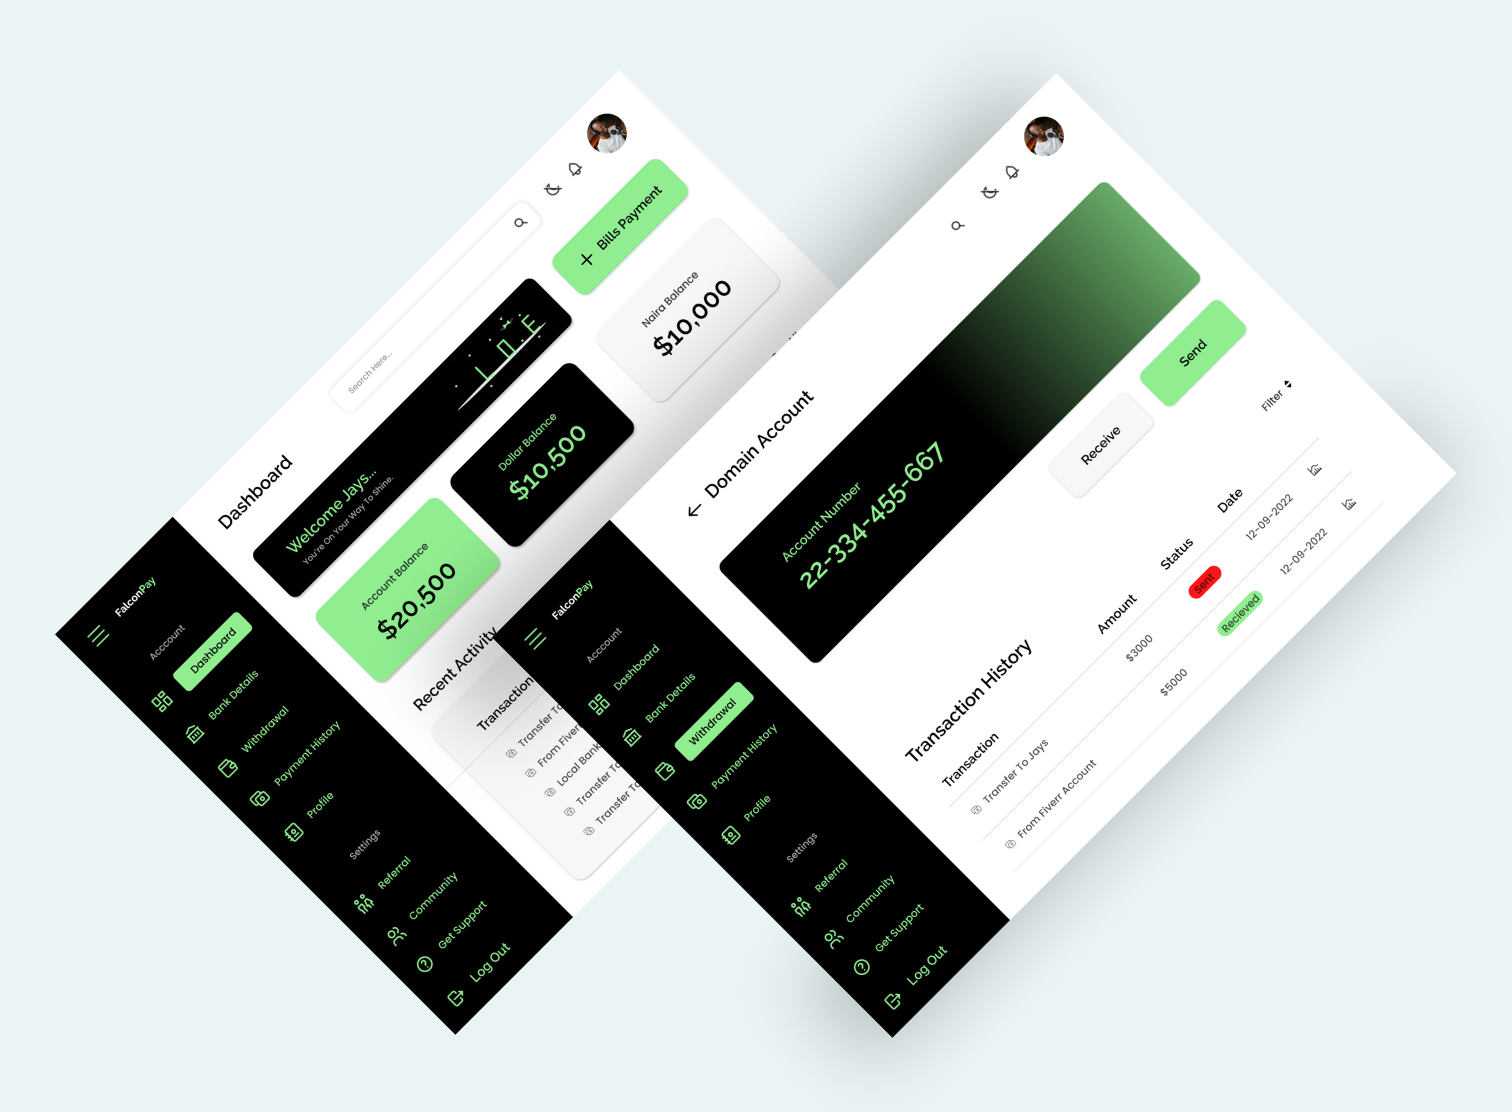 FalconPay
Acccount
Dashboard
Bank Details
Withdrawal
Payment History
Profile
Settings
Referral
Community
Get Support
Log Out
Dashboard
Search Here...
Welcome Jays...
You're On Your Way To Shine.
Bills Payment
Account Balance
$20,500
Dollar Balance
$10,500
Naira Balance
$10,000
Recent Activity
Transaction
Transfer To
From Fiverr
Local Bank
Transfer To
Transfer To
FalconPay
Acccount
Dashboard
Bank Details
Withdrawal
Payment History
Profile
Settings
Referral
Community
Get Support
Log Out
Domain Account
Account Number
22-334-455-667
Receive
Send
Filter
Transaction History
Transaction Amount Status Date
Transfer To Jays $3000 Sent 12-09-2022
From Fiverr Account $5000 Recieved 12-09-2022